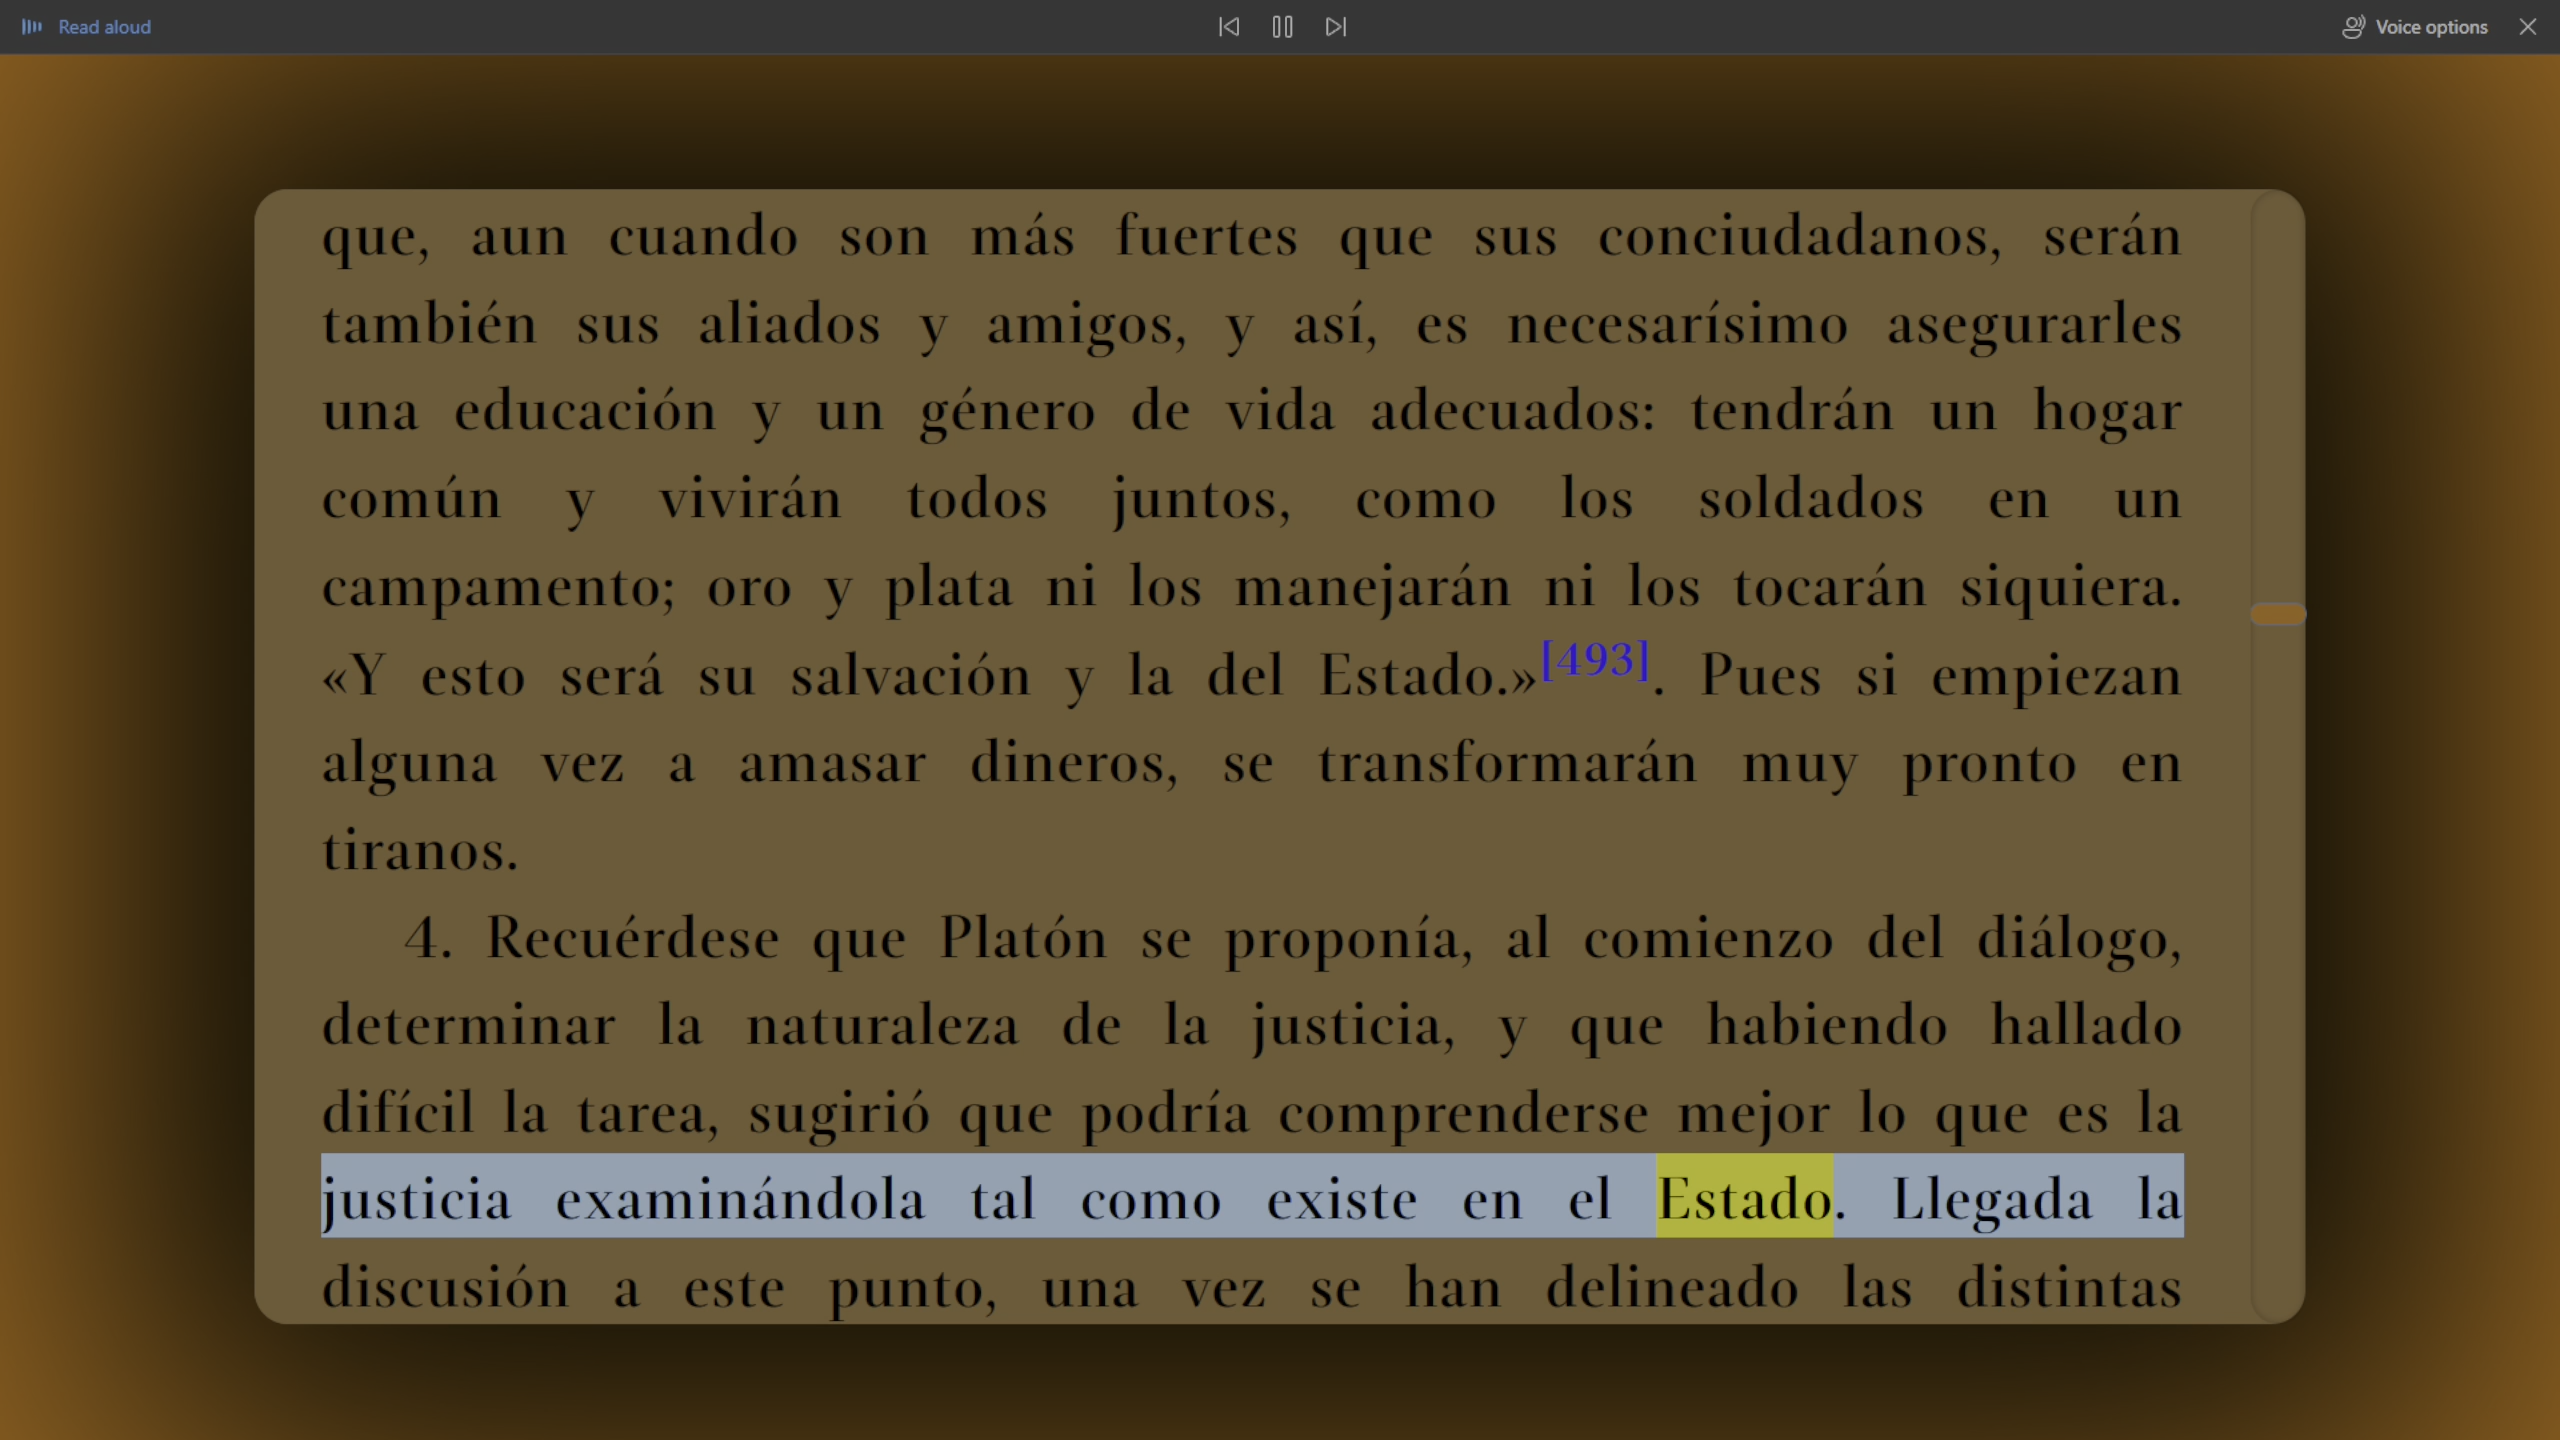 Read aloud
Voice options
que, aun cuando son más fuertes que sus conciudadanos, serán
también sus aliados y amigos, y así, es necesarísimo asegurarles
una educación y un género de vida adecuados: tendrán un hogar
común y vivirán todos juntos, como los soldados en un
campamento; oro y plata ni los manejarán ni los tocarán siquiera.
«Y esto será su salvación y la del Estado.»[493]. Pues si empiezan
alguna vez a amasar dineros, se transformarán muy pronto en
tiranos.
4. Recuérdese que Platón se proponía, al comienzo del diálogo,
determinar la naturaleza de la justicia, y que habiendo hallado
difícil la tarea, sugirió que podría comprenderse mejor lo que es la
justicia examinándola tal como existe en el Estado. Llegada la
discusión a este punto, una vez se han delineado las distintas